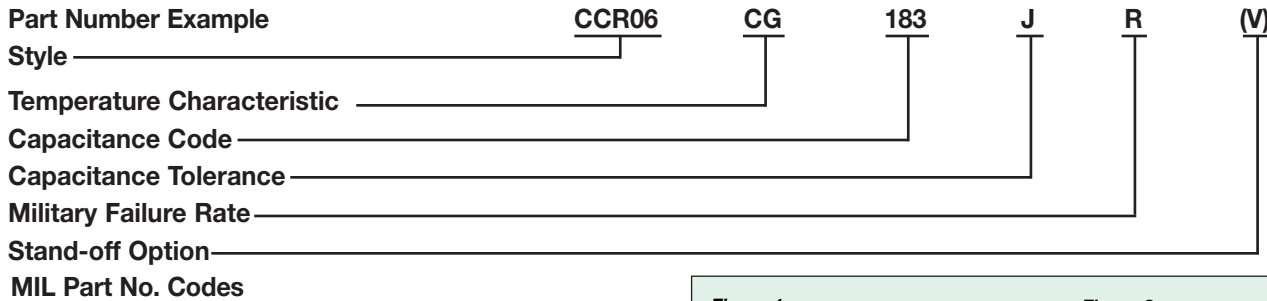 Part Number Example CCR06 CG 183 J R (V)
Style
Temperature Characteristic
Capacitance Code
Capacitance Tolerance
Military Failure Rate
Stand-off Option
MIL Part No. Codes